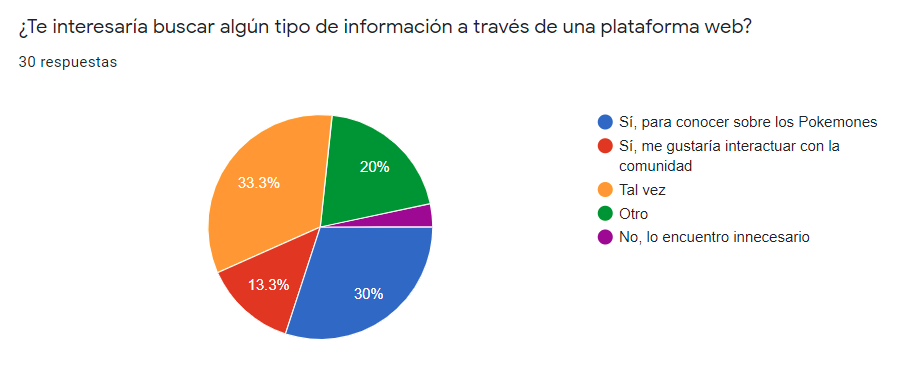 ¿Te interesaría buscar algún tipo de información a través de una plataforma web?
30 respuestas
Sí, para conocer sobre los Pokemones
Sí, me gustaría interactuar con la
comunidad
Tal vez
Otro
No, lo encuentro innecesario
20%
33.3%
13.3%
30%